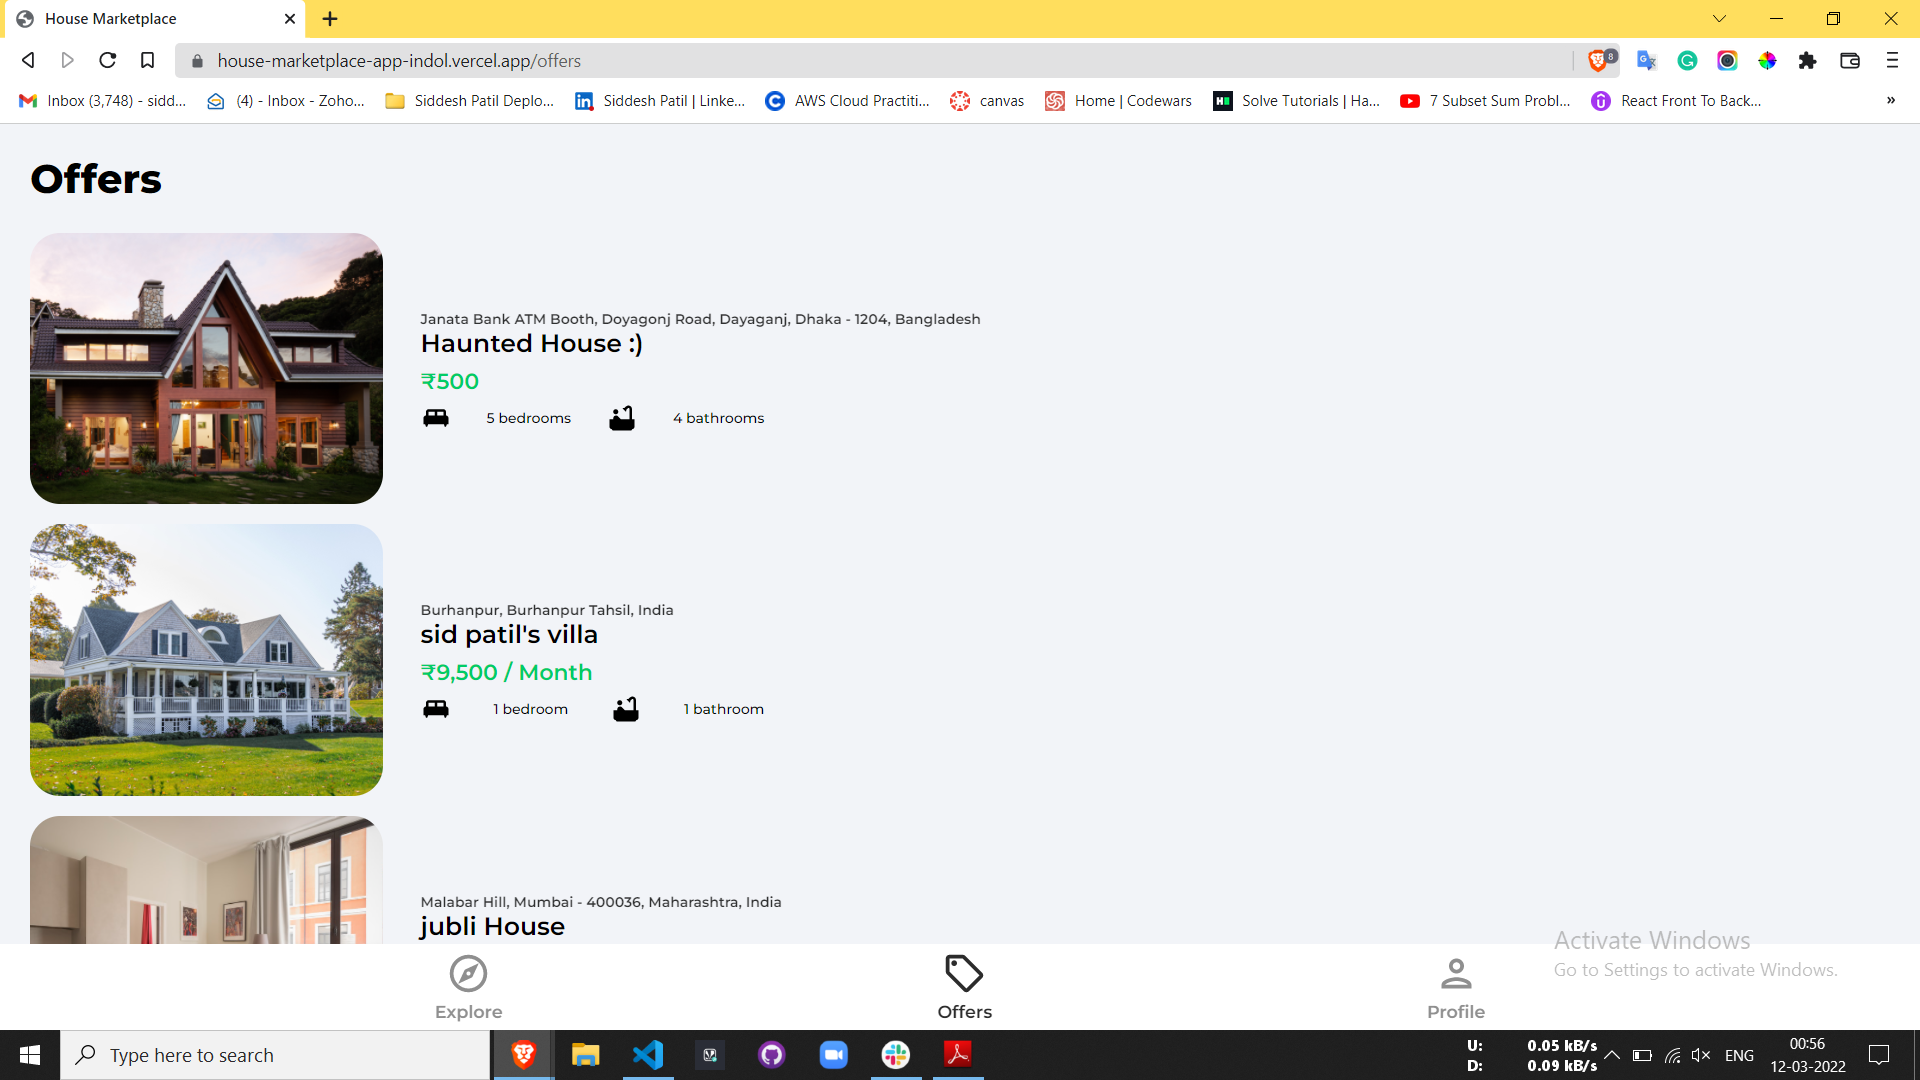 House Marketplace
house-marketplace-app-indol.vercel.app/offers
8
Inbox (3,748) - sidd...
(4) - Inbox - Zoho...
Siddesh Patil Deplo...
Siddesh Patil | Linke...
AWS Cloud Practiti...
canvas
Home | Codewars
Solve Tutorials | Ha...
7 Subset Sum Probl...
React Front To Back...
»
Offers
Janata Bank ATM Booth, Doyagonj Road, Dayaganj, Dhaka - 1204, Bangladesh
Haunted House :)
₹500
5 bedrooms
4 bathrooms
Burhanpur, Burhanpur Tahsil, India
sid patil's villa
₹9,500 / Month
1 bedroom
1 bathroom
Malabar Hill, Mumbai - 400036, Maharashtra, India
jubli House
Activate Windows
Go to Settings to activate Windows.
Explore
Offers
Profile
Type here to search
U: 0.05 kB/s
D: 0.09 kB/s
ENG
00:56
12-03-2022